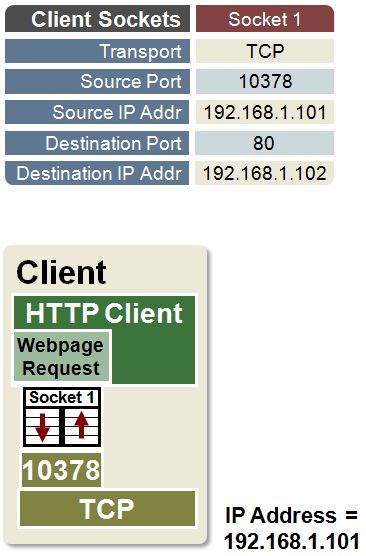 Client Sockets Socket 1
Transport TCP
Source Port 10378
Source IP Addr 192.168.1.101
Destination Port 80
Destination IP Addr 192.168.1.102
Client
HTTP Client
Webpage
Request
Socket 1
10378
TCP
IP Address =
192.168.1.101